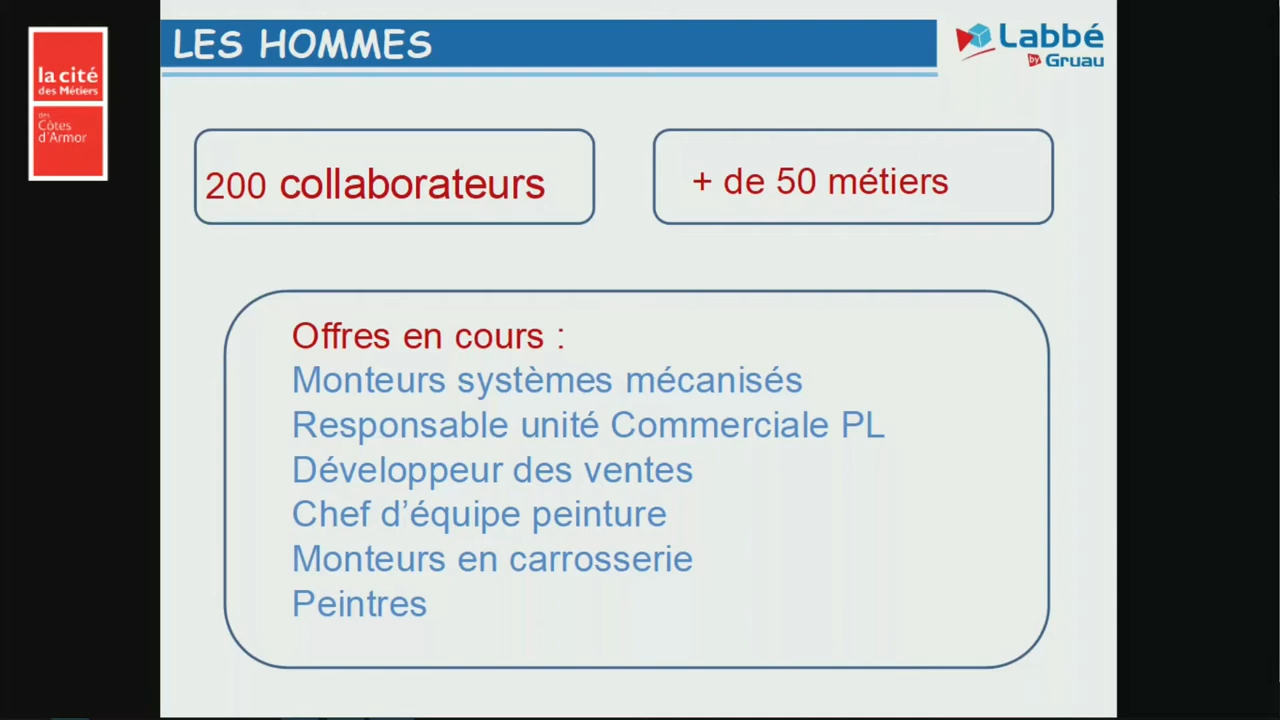 LES HOMMES
Labbé
by Gruau
la cité
des Métiers
des
Côtes
d'Armor
200 collaborateurs
+ de 50 métiers
Offres en cours :
Monteurs systèmes mécanisés
Responsable unité Commerciale PL
Développeur des ventes
Chef d’équipe peinture
Monteurs en carrosserie
Peintres